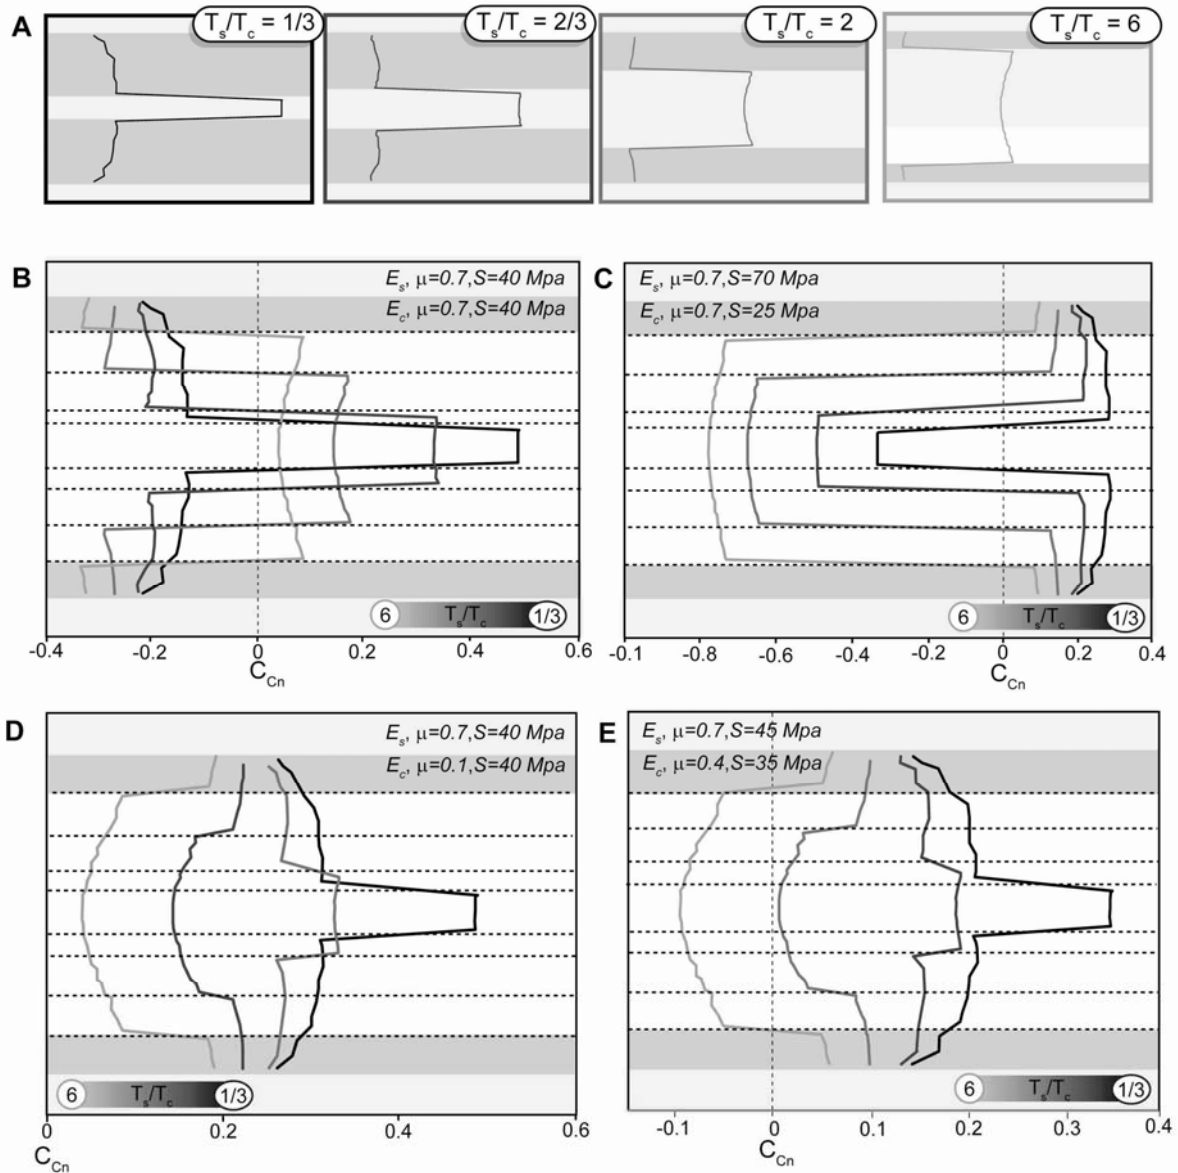 A
Ts/Tc = 1/3
Ts/Tc = 2/3
Ts/Tc = 2
Ts/Tc = 6
B
Es, μ=0.7,S=40 Mpa
Ec, μ=0.7,S=40 Mpa
6 Ts/Tc 1/3
-0.4 -0.2 0 0.2 0.4 0.6
CCn
C
Es, μ=0.7,S=70 Mpa
Ec, μ=0.7,S=25 Mpa
6 Ts/Tc 1/3
-0.1 -0.8 -0.6 -0.4 -0.2 0 0.2 0.4
CCn
D
Es, μ=0.7,S=40 Mpa
Ec, μ=0.1,S=40 Mpa
6 Ts/Tc 1/3
0 0.2 0.4 0.6
CCn
E
Es, μ=0.7,S=45 Mpa
Ec, μ=0.4,S=35 Mpa
6 Ts/Tc 1/3
-0.1 0 0.1 0.2 0.3 0.4
CCn